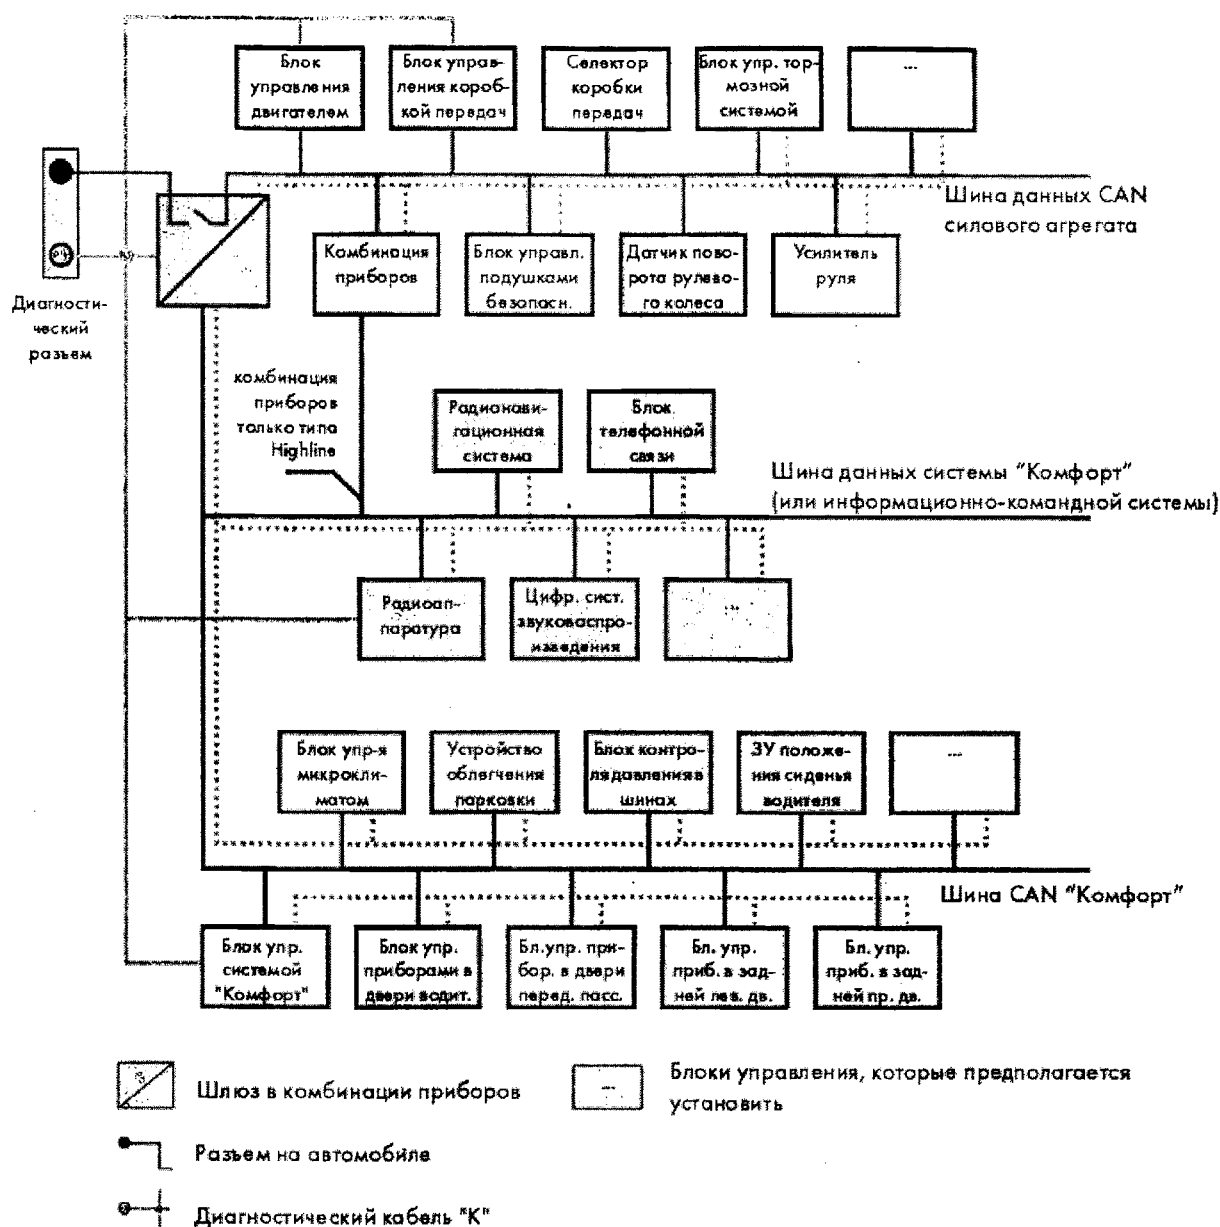 Блок
управления
двигателем
Блок управ-
ления короб-
кой передач
Селектор
коробки
передач
Блок упр. тор-
мозной
системой
...
Шина данных CAN
силового агрегата
Комбинация
приборов
Блок управл.
подушками
безопасн.
Датчик пово-
рота рулево-
го колеса
Усилитель
руля
Диагности-
ческий
разъем
комбинация
приборов
только типа
Highline
Радионави-
гационная
система
Блок
телефонной
связи
Шина данных системы "Комфорт"
(или информационно-командной системы)
Радиоап-
паратура
Цифр. сист.
звуковаспро-
изведения
...
Блок упр-я
микрокли-
матом
Устройство
облегчения
парковки
Блок контро-
ля давления в
шинах
ЗУ положе-
ния сиденья
водителя
...
Шина CAN "Комфорт"
Блок упр.
системой
"Комфорт"
Блок упр.
приборами в
двери водит.
Бл. упр. при-
бор. в двери
перед. пасс.
Бл. упр.
приб. в зад-
ней лев. дв.
Бл. упр.
приб. в зад-
ней пр. дв.
Шлюз в комбинации приборов
...
Блоки управления, которые предполагается
установить
Разъем на автомобиле
Диагностический кабель "К"